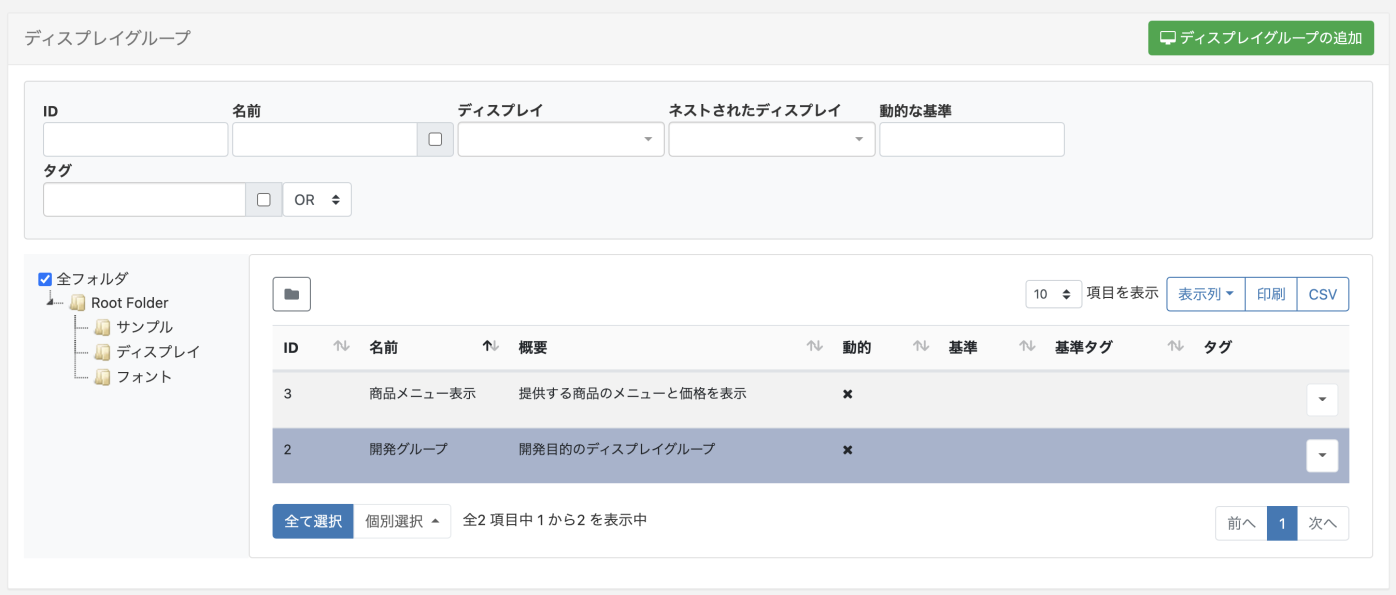 ディスプレイグループ
ディスプレイグループの追加
ID 名前 ディスプレイ ネストされたディスプレイ 動的な基準
タグ
OR
全フォルダ
Root Folder
サンプル
ディスプレイ
フォント
10 項目を表示 表示列 印刷 CSV
ID 名前 概要 動的 基準 基準タグ タグ
3 商品メニュー表示 提供する商品のメニューと価格を表示
2 開発グループ 開発目的のディスプレイグループ
全て選択 個別選択 全2 項目中 1 から2 を表示中
前へ 1 次へ